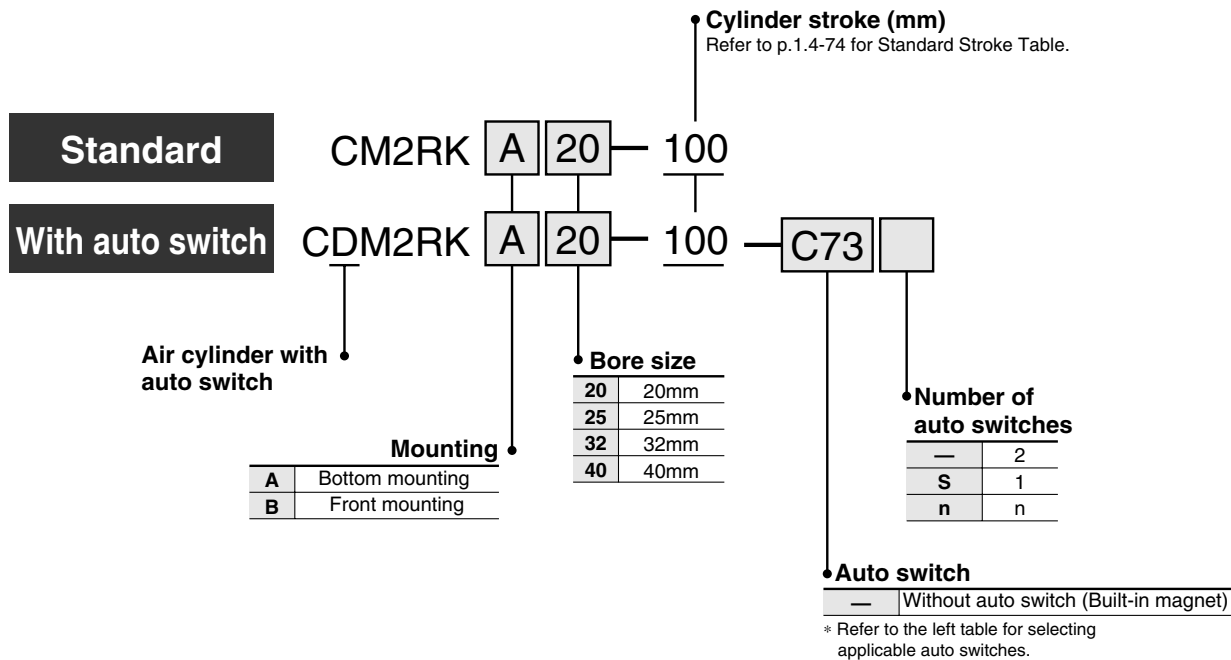 Cylinder stroke (mm)
Refer to p.1.4-74 for Standard Stroke Table.
Standard CM2RK A 20 — 100
With auto switch CDM2RK A 20 — 100 — C73
Air cylinder with
auto switch
Bore size
20 20mm
25 25mm
32 32mm
40 40mm
Mounting
A Bottom mounting
B Front mounting
Number of
auto switches
— 2
S 1
n n
Auto switch
— Without auto switch (Built-in magnet)
* Refer to the left table for selecting
applicable auto switches.